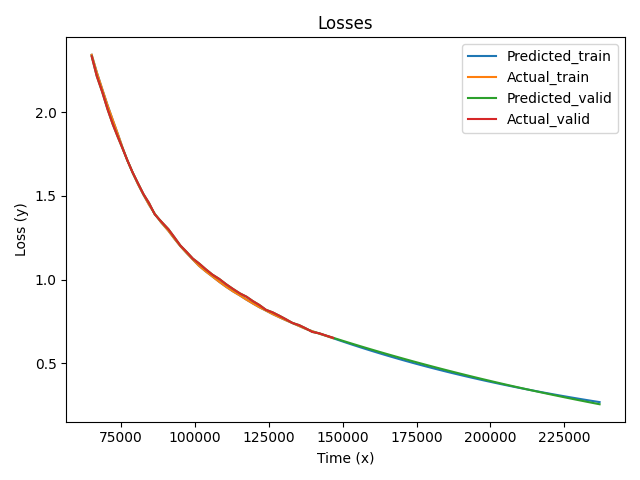 Losses
Predicted_train
Actual_train
Predicted_valid
Actual_valid
Loss (y)
2.0
1.5
1.0
0.5
75000 100000 125000 150000 175000 200000 225000
Time (x)